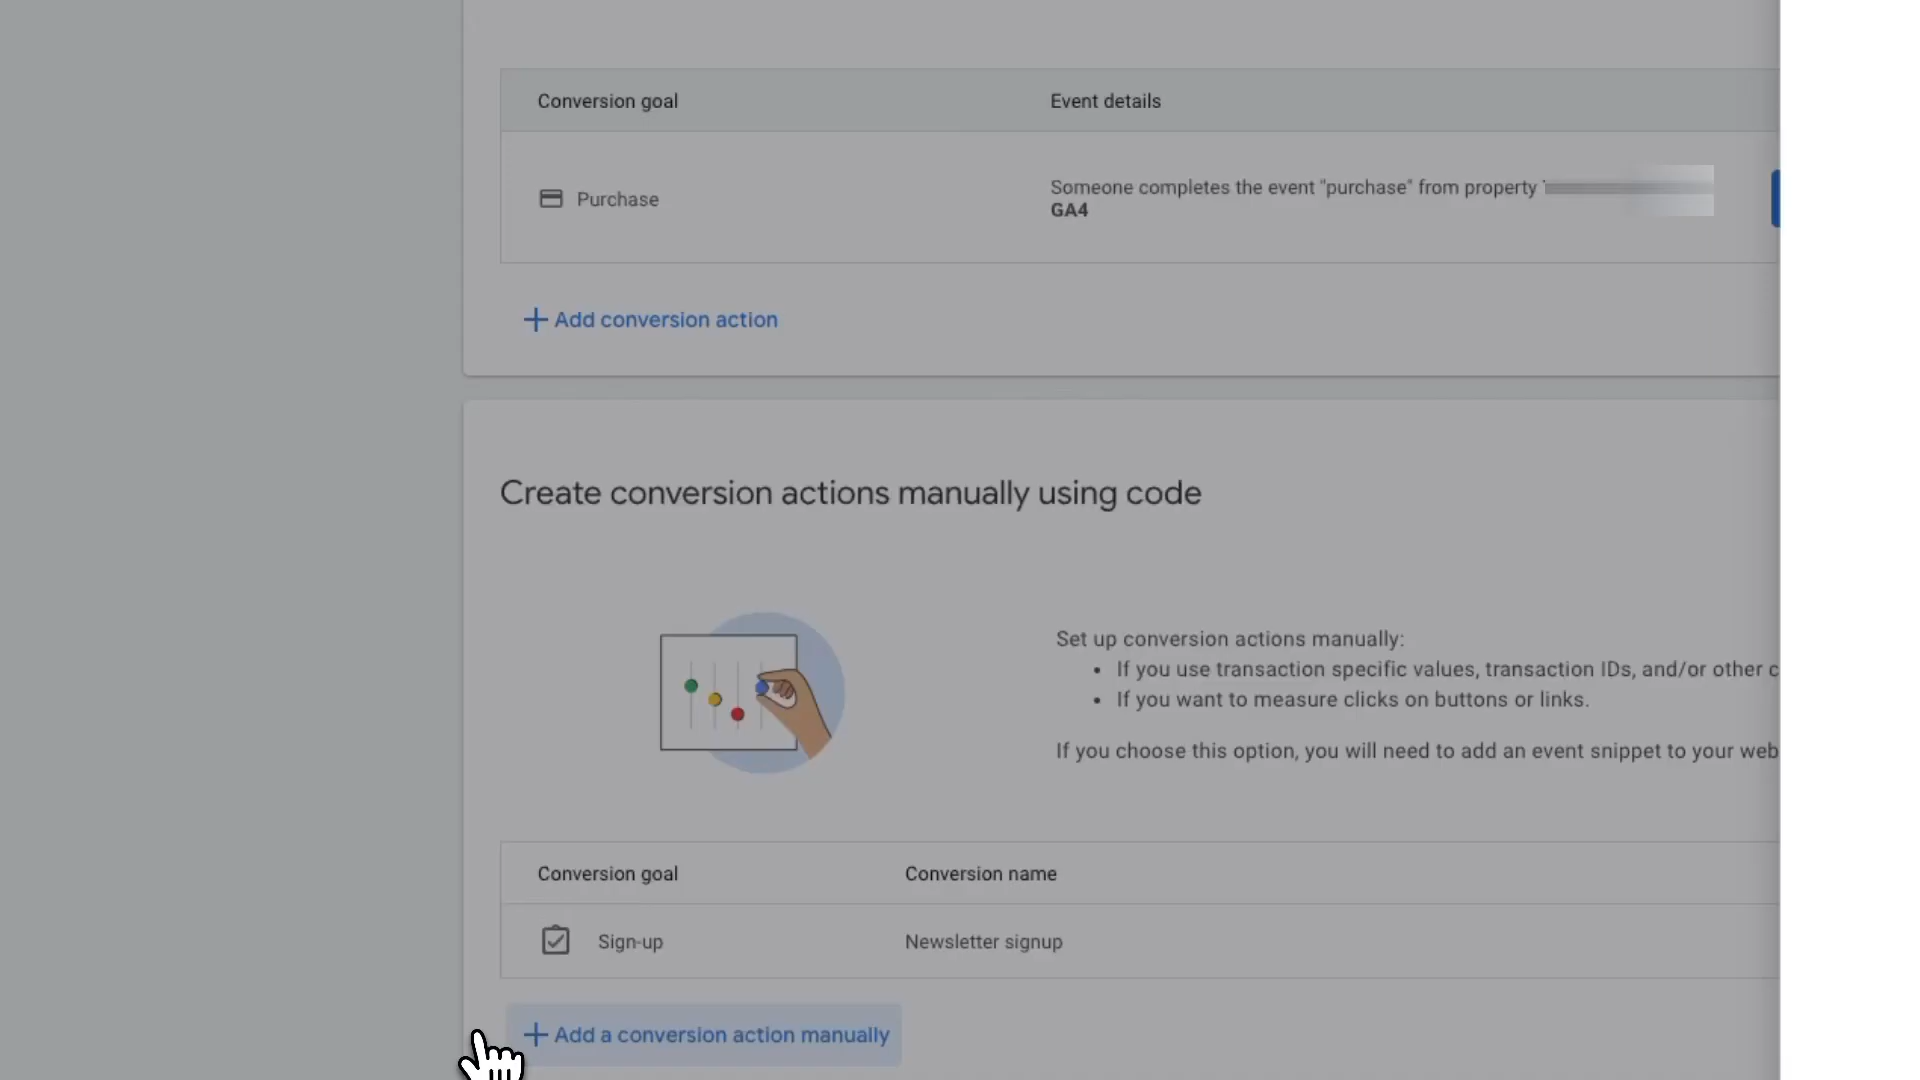 Conversion goal Event details
Purchase
Someone completes the event "purchase" from property
GA4
Add conversion action
Create conversion actions manually using code
Set up conversion actions manually:
• If you use transaction specific values, transaction IDs, and/or other c
• If you want to measure clicks on buttons or links.
If you choose this option, you will need to add an event snippet to your web
Conversion goal Conversion name
Sign-up Newsletter signup
Add a conversion action manually